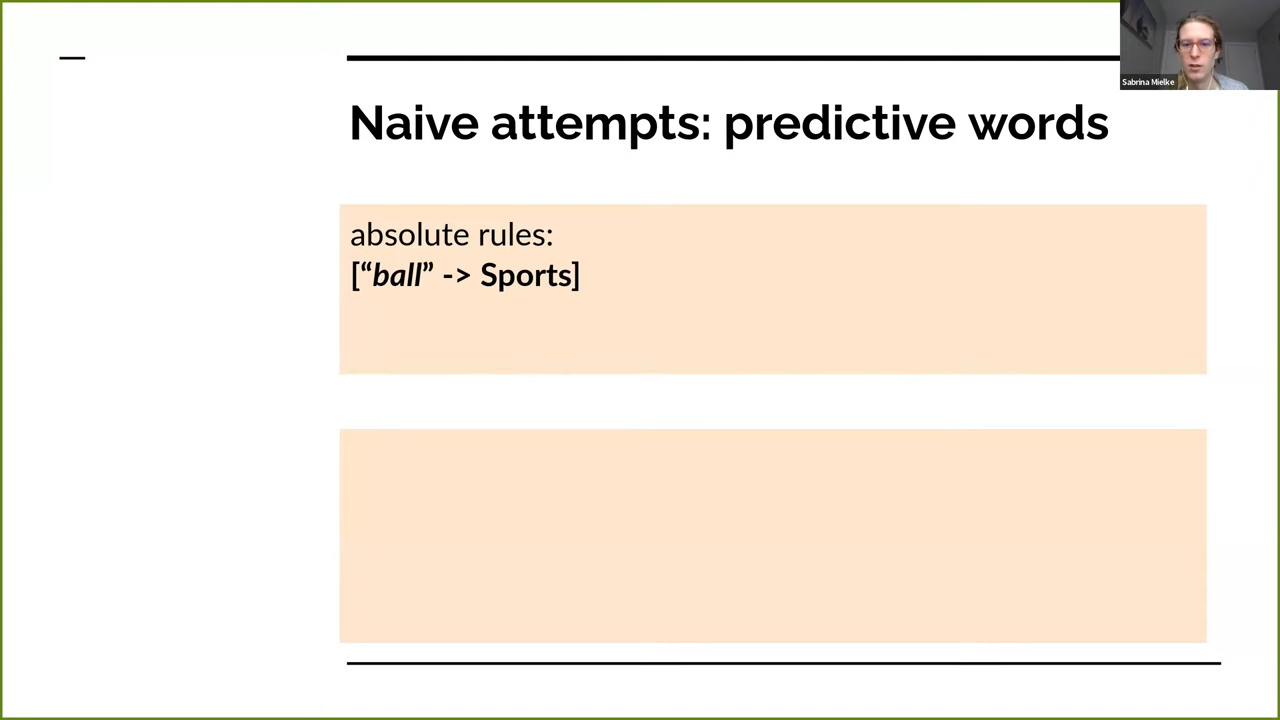 Sabrina Mielke
Naive attempts: predictive words
absolute rules:
[“ball” -> Sports]